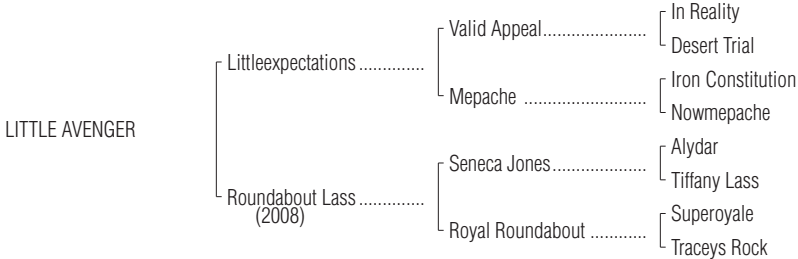 In Reality
Valid Appeal......................
Desert Trial
Littleexpectations ..............
Iron Constitution
Mepache ..........................
Nowmepache
LITTLE AVENGER
Alydar
Seneca Jones....................
Tiffany Lass
Roundabout Lass ..............
(2008)
Superoyale
Royal Roundabout ............
Traceys Rock